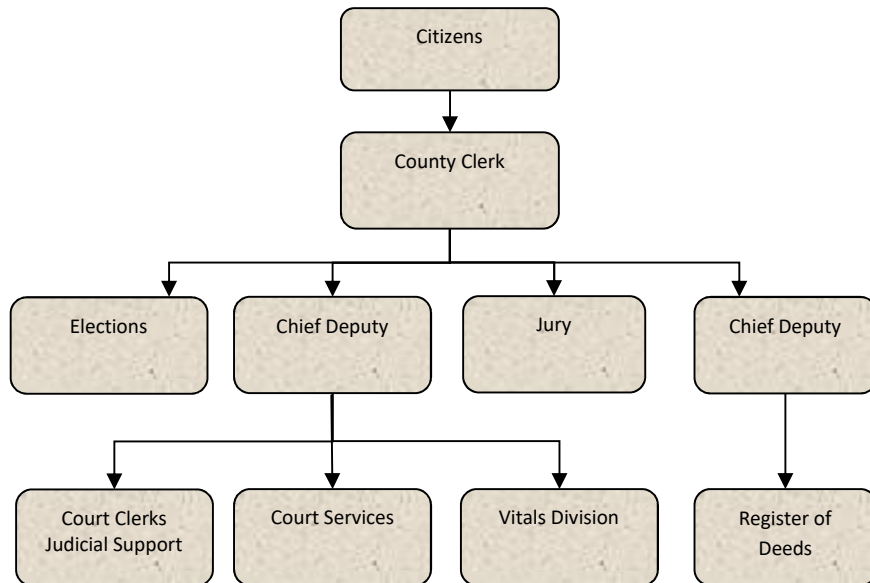 Citizens
County Clerk
Elections
Chief Deputy
Jury
Chief Deputy
Court Clerks
Judicial Support
Court Services
Vitals Division
Register of
Deeds